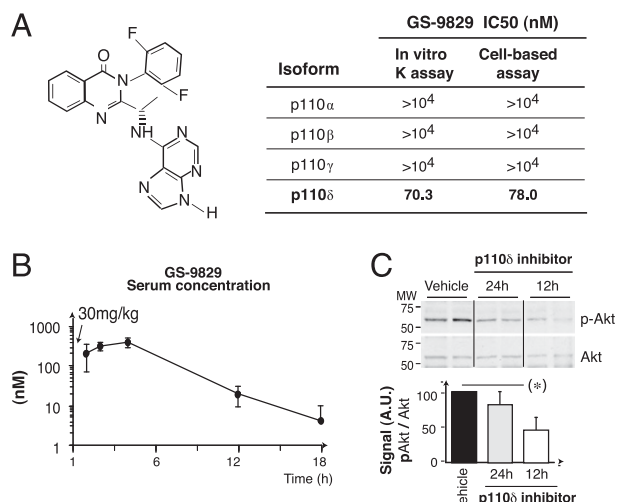 A
GS-9829 IC50 (nM)
Isoform
In vitro
K assay
Cell-based
assay
p110α >10⁴ >10⁴
p110β >10⁴ >10⁴
p110γ >10⁴ >10⁴
p110δ 70.3 78.0
F
O
N
F
N
NH
N
N
N
N
H
B
GS-9829
Serum concentration
30mg/kg
(nM)
1000
100
10
1
1 6 12 18
Time (h)
C
p110δ inhibitor
Vehicle 24h 12h
MW
75
50
p-Akt
75
50
Akt
Signal (A.U.)
pAkt / Akt
100
50
0
(*)
Vehicle
24h 12h
p110δ inhibitor